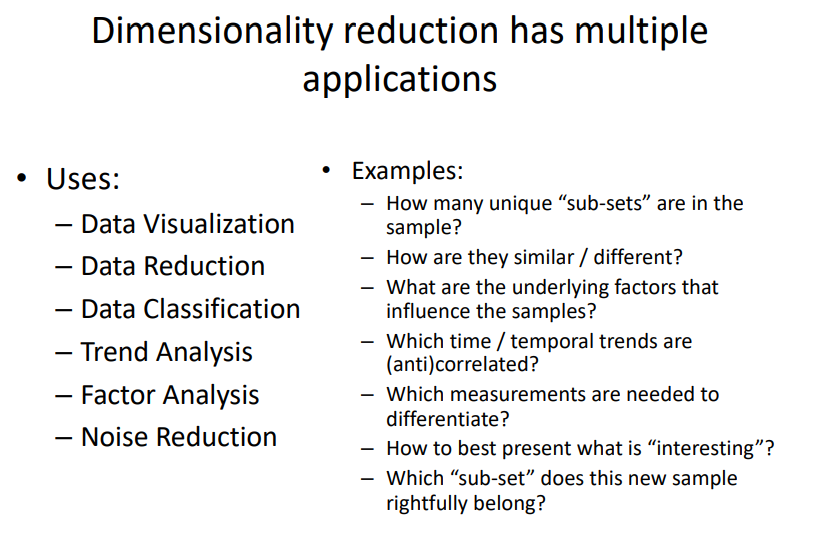 Dimensionality reduction has multiple
applications
• Uses:
– Data Visualization
– Data Reduction
– Data Classification
– Trend Analysis
– Factor Analysis
– Noise Reduction
• Examples:
– How many unique “sub-sets” are in the
sample?
– How are they similar / different?
– What are the underlying factors that
influence the samples?
– Which time / temporal trends are
(anti)correlated?
– Which measurements are needed to
differentiate?
– How to best present what is “interesting”?
– Which “sub-set” does this new sample
rightfully belong?